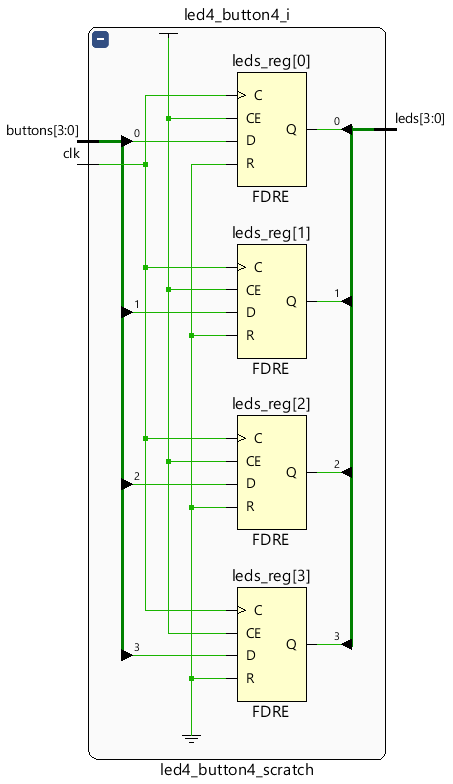 led4_button4_i
leds_reg[0]
C
buttons[3:0]
0
CE
Q
0
leds[3:0]
D
clk
R
FDRE
leds_reg[1]
C
CE
1
D
Q
1
R
FDRE
leds_reg[2]
C
CE
2
D
Q
2
R
FDRE
leds_reg[3]
C
CE
3
D
Q
3
R
FDRE
led4_button4_scratch